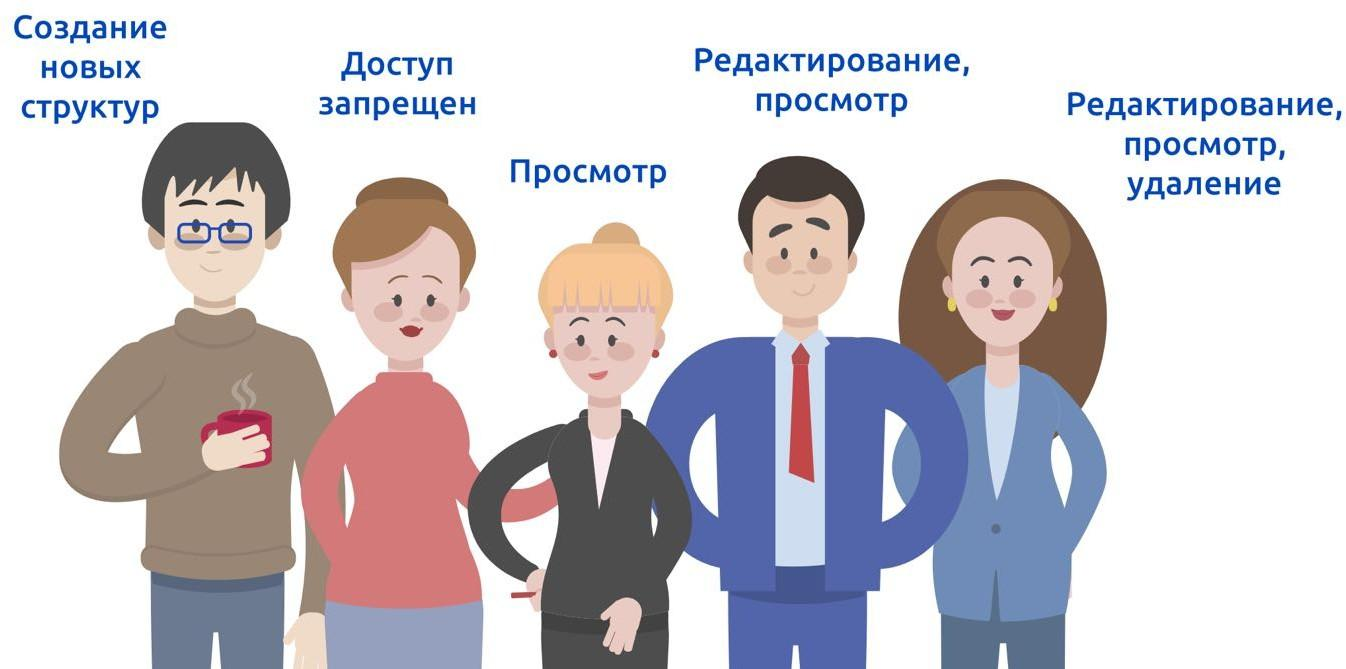 Создание
новых
структур
Доступ
запрещен
Просмотр
Редактирование,
просмотр
Редактирование,
просмотр,
удаление